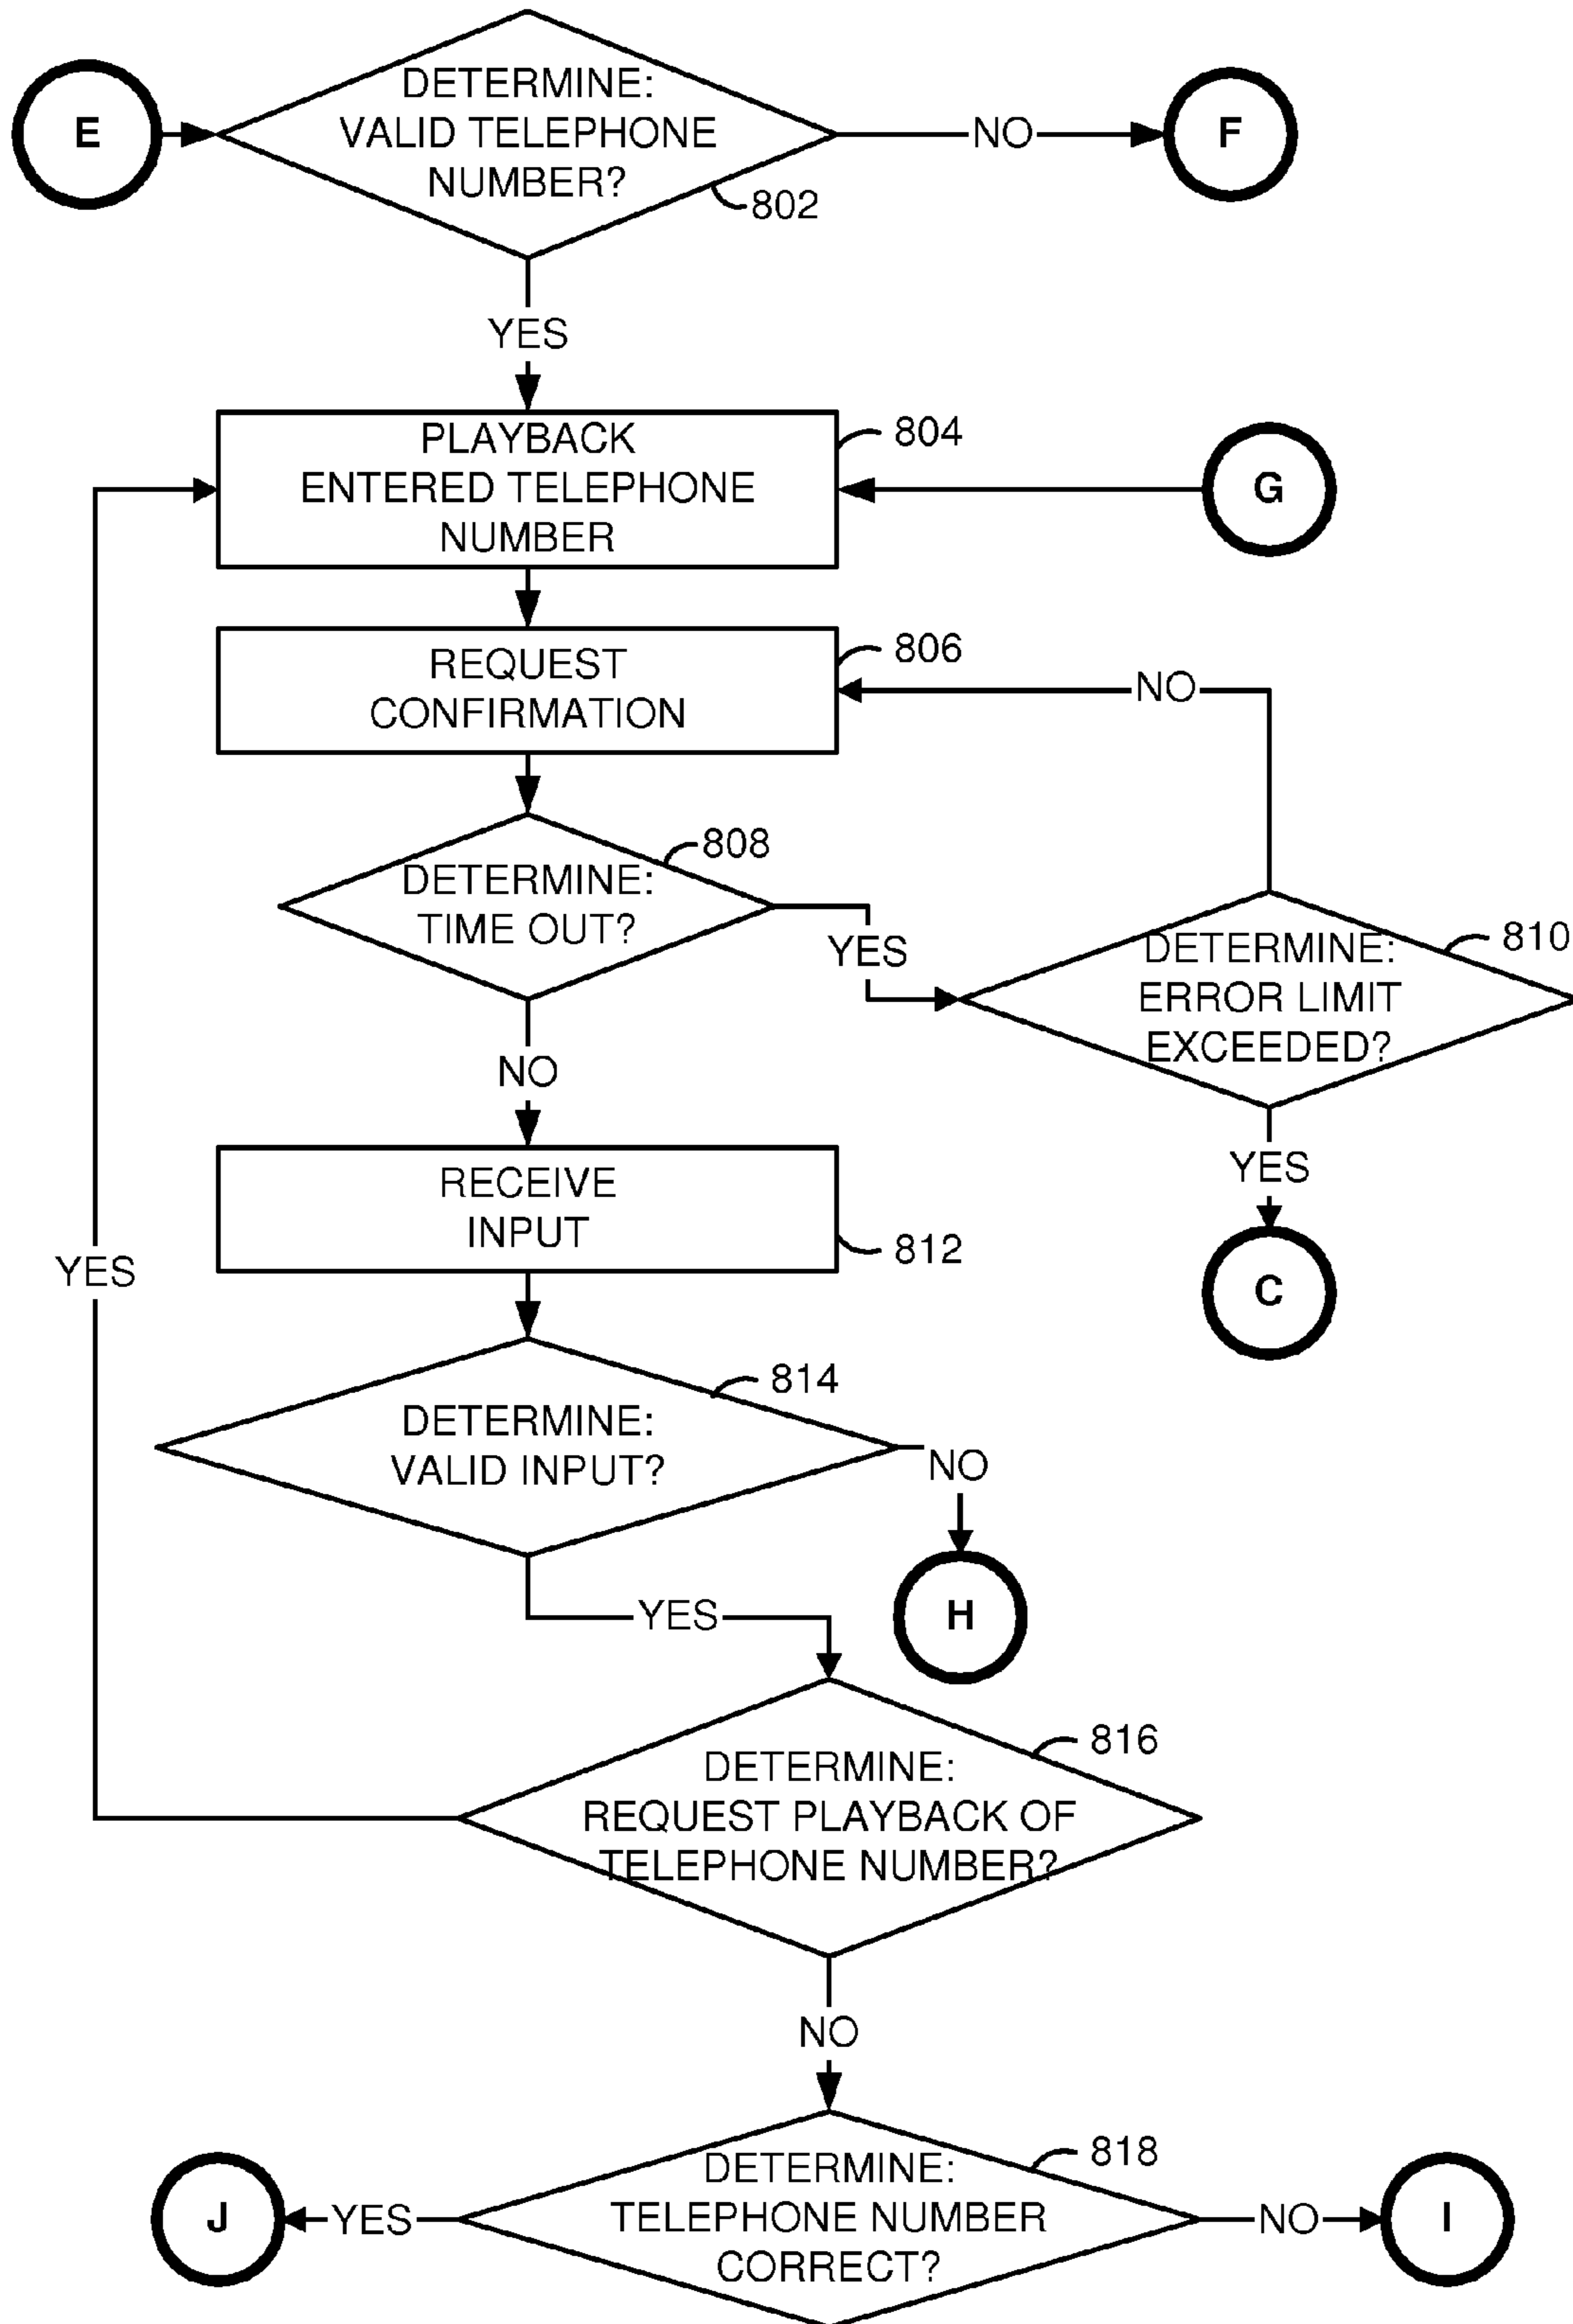 E
DETERMINE:
VALID TELEPHONE
NUMBER?
802
NO
F
YES
PLAYBACK
ENTERED TELEPHONE
NUMBER
804
G
REQUEST
CONFIRMATION
806
NO
DETERMINE:
TIME OUT?
808
YES
DETERMINE:
ERROR LIMIT
EXCEEDED?
810
NO
YES
RECEIVE
INPUT
812
C
YES
DETERMINE:
VALID INPUT?
814
NO
H
YES
DETERMINE:
REQUEST PLAYBACK OF
TELEPHONE NUMBER?
816
NO
DETERMINE:
TELEPHONE NUMBER
CORRECT?
818
YES
J
NO
I